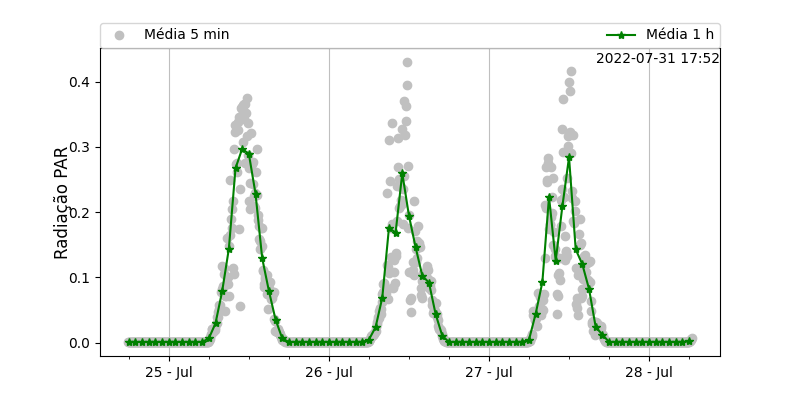 Média 5 min
Média 1 h
2022-07-31 17:52
Radiação PAR
0.4
0.3
0.2
0.1
0.0
25 - Jul
26 - Jul
27 - Jul
28 - Jul